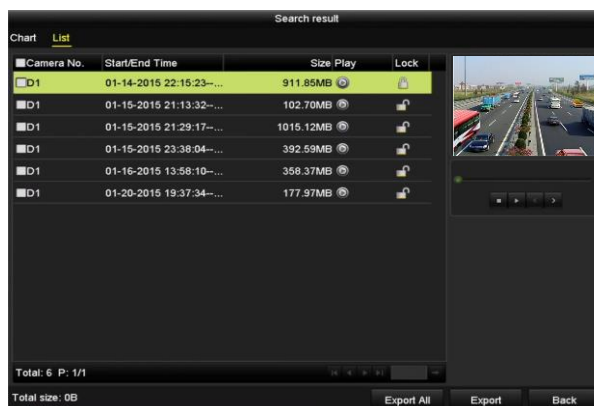 Search result
Chart List
Camera No. Start/End Time Size Play Lock
D1 01-14-2015 22:15:23--... 911.85MB
D1 01-15-2015 21:13:32--... 102.70MB
D1 01-15-2015 21:29:17--... 1015.12MB
D1 01-15-2015 23:38:04--... 392.59MB
D1 01-16-2015 13:58:10--... 358.37MB
D1 01-20-2015 19:37:34--... 177.97MB
Total: 6 P: 1/1
Total size: 0B Export All Export Back